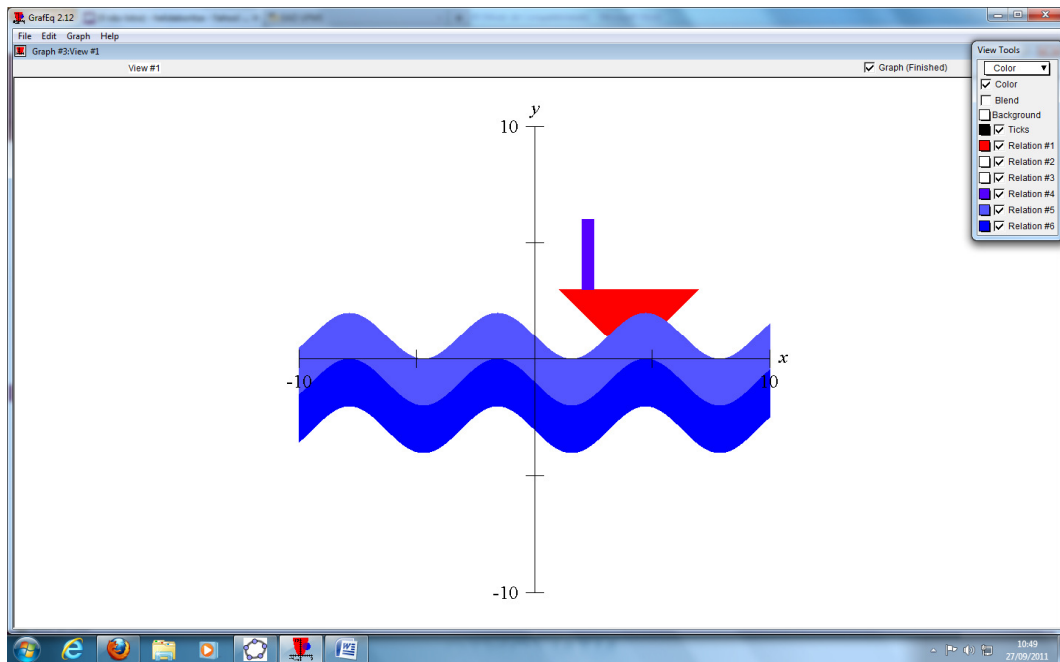 GrafEq 2.12
File Edit Graph Help
Graph #3:View #1
View #1
Graph (Finished)
y
10
x
-10
10
-10
View Tools
Color
Color
Blend
Background
Ticks
Relation #1
Relation #2
Relation #3
Relation #4
Relation #5
Relation #6
10:49
27/09/2011